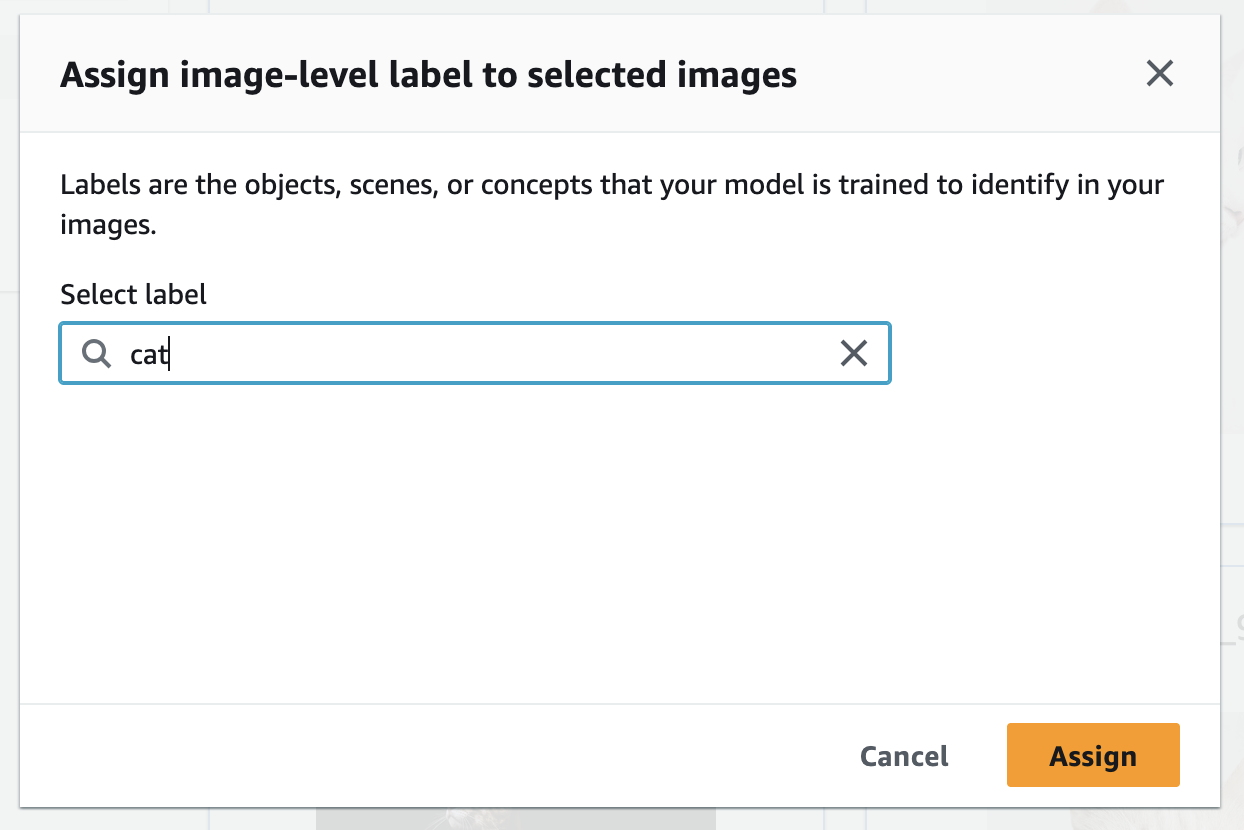 Assign image-level label to selected images
Labels are the objects, scenes, or concepts that your model is trained to identify in your
images.
Select label
cat
Cancel
Assign